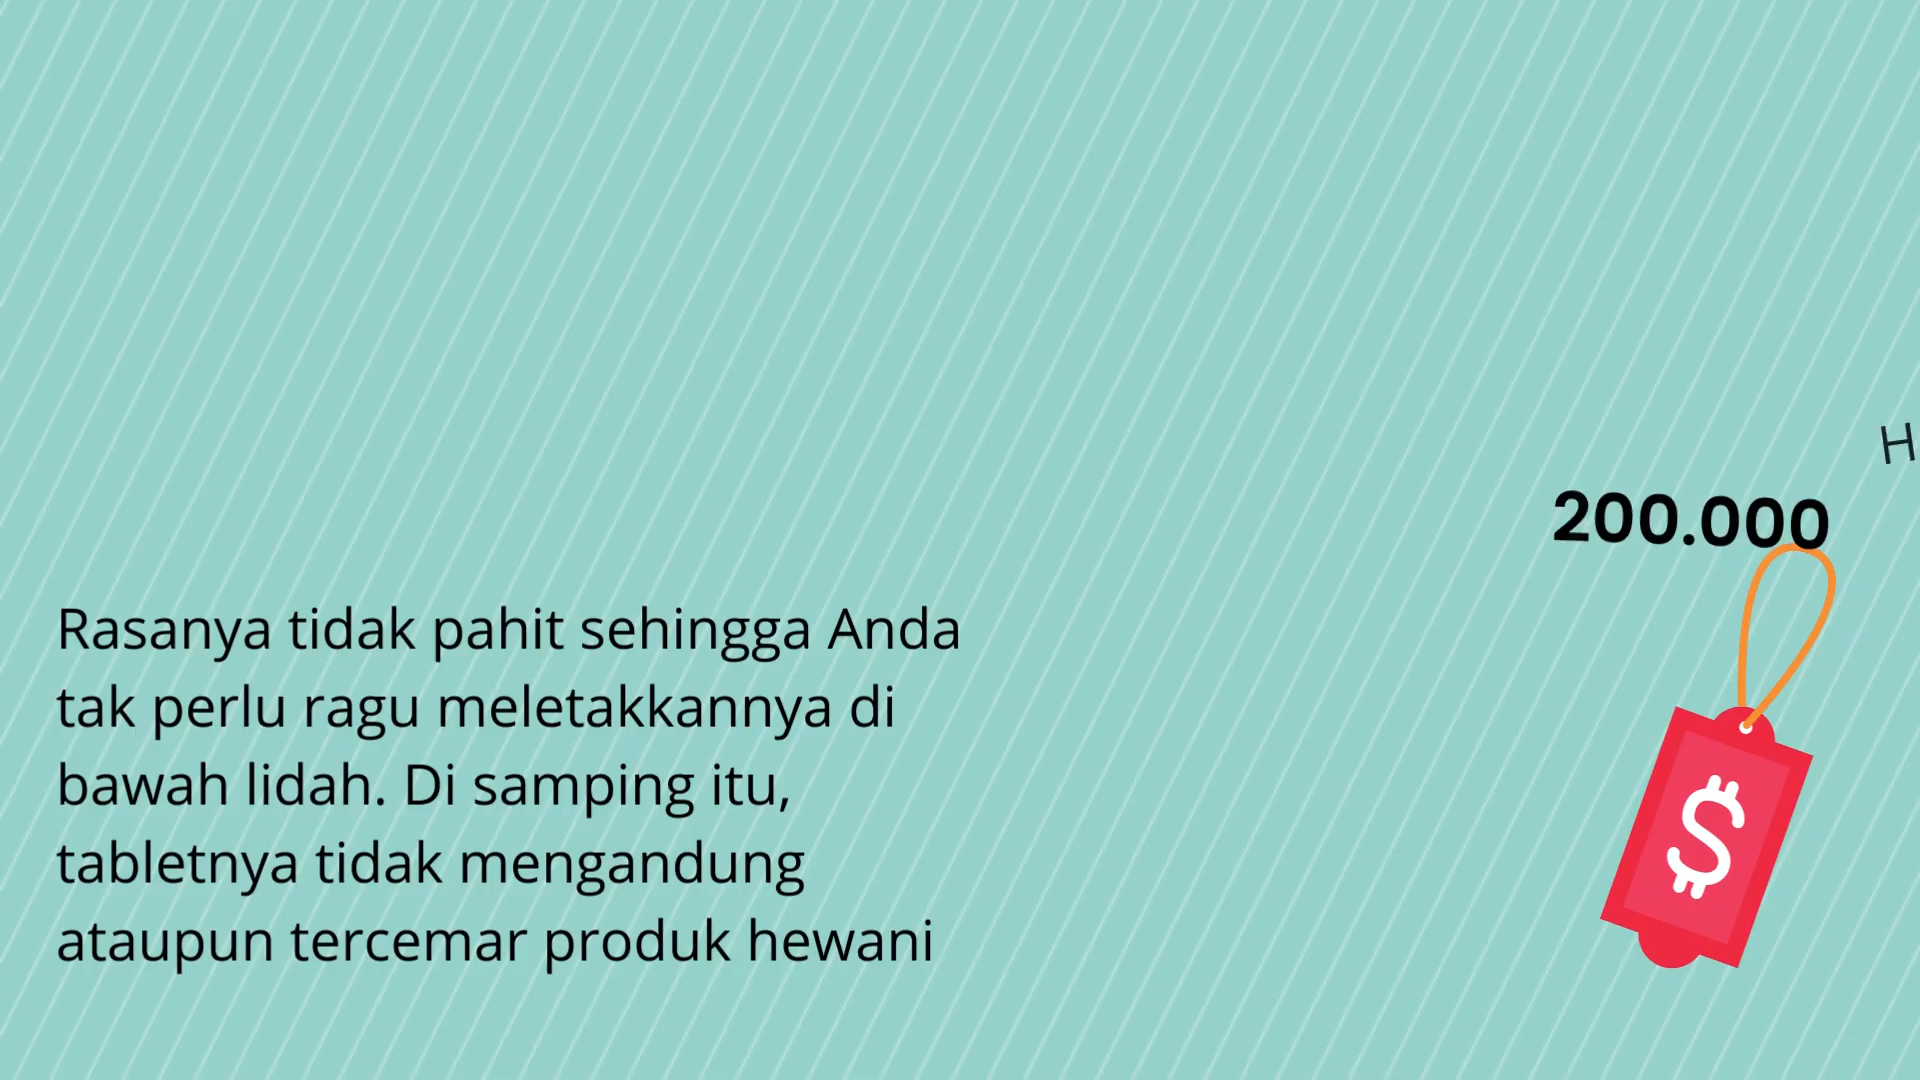 H
200.000
Rasanya tidak pahit sehingga Anda
tak perlu ragu meletakkannya di
bawah lidah. Di samping itu,
tabletnya tidak mengandung
ataupun tercemar produk hewani
$